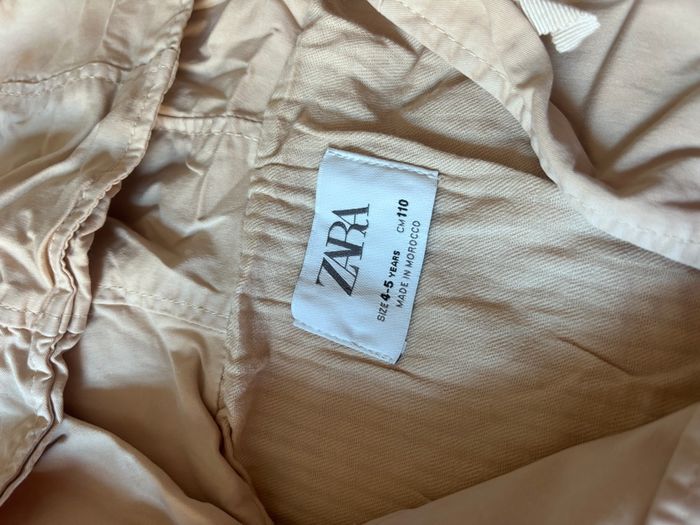 ZARA
SIZE 4-5 YEARS CM 110
MADE IN MOROCCO